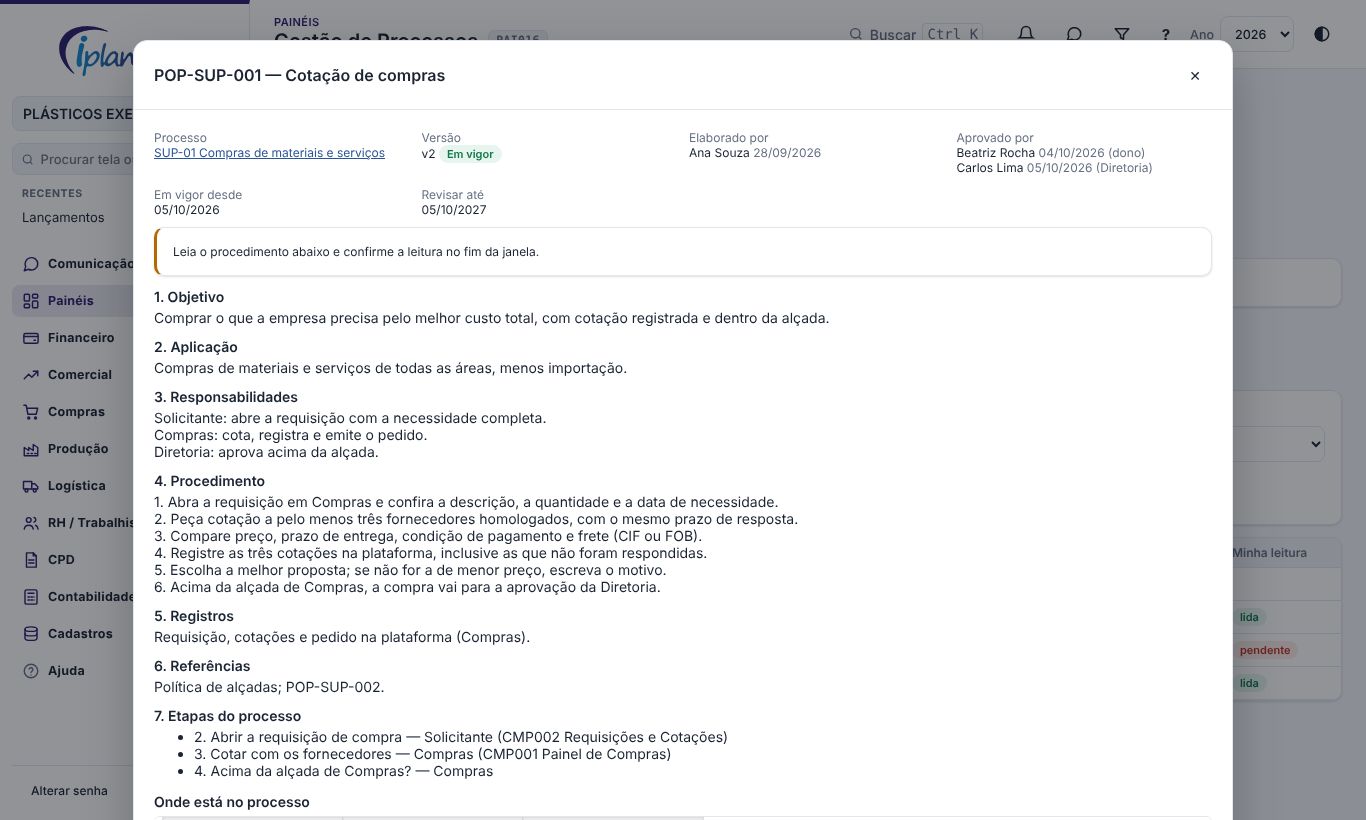 PAINÉIS
Buscar Ctrl K
Ano 2026
iplan
PLÁSTICOS EXE
Procurar tela o
RECENTES
Lançamentos
Comunicação
Painéis
Financeiro
Comercial
Compras
Produção
Logística
RH / Trabalhis
CPD
Contabilidade
Cadastros
Ajuda
Alterar senha
POP-SUP-001 — Cotação de compras
×
Processo
SUP-01 Compras de materiais e serviços
Versão
v2 Em vigor
Elaborado por
Ana Souza 28/09/2026
Aprovado por
Beatriz Rocha 04/10/2026 (dono)
Carlos Lima 05/10/2026 (Diretoria)
Em vigor desde
05/10/2026
Revisar até
05/10/2027
Leia o procedimento abaixo e confirme a leitura no fim da janela.
1. Objetivo
Comprar o que a empresa precisa pelo melhor custo total, com cotação registrada e dentro da alçada.
2. Aplicação
Compras de materiais e serviços de todas as áreas, menos importação.
3. Responsabilidades
Solicitante: abre a requisição com a necessidade completa.
Compras: cota, registra e emite o pedido.
Diretoria: aprova acima da alçada.
4. Procedimento
1. Abra a requisição em Compras e confira a descrição, a quantidade e a data de necessidade.
2. Peça cotação a pelo menos três fornecedores homologados, com o mesmo prazo de resposta.
3. Compare preço, prazo de entrega, condição de pagamento e frete (CIF ou FOB).
4. Registre as três cotações na plataforma, inclusive as que não foram respondidas.
5. Escolha a melhor proposta; se não for a de menor preço, escreva o motivo.
6. Acima da alçada de Compras, a compra vai para a aprovação da Diretoria.
5. Registros
Requisição, cotações e pedido na plataforma (Compras).
6. Referências
Política de alçadas; POP-SUP-002.
7. Etapas do processo
• 2. Abrir a requisição de compra — Solicitante (CMP002 Requisições e Cotações)
• 3. Cotar com os fornecedores — Compras (CMP001 Painel de Compras)
• 4. Acima da alçada de Compras? — Compras
Onde está no processo
Minha leitura
lida
pendente
lida